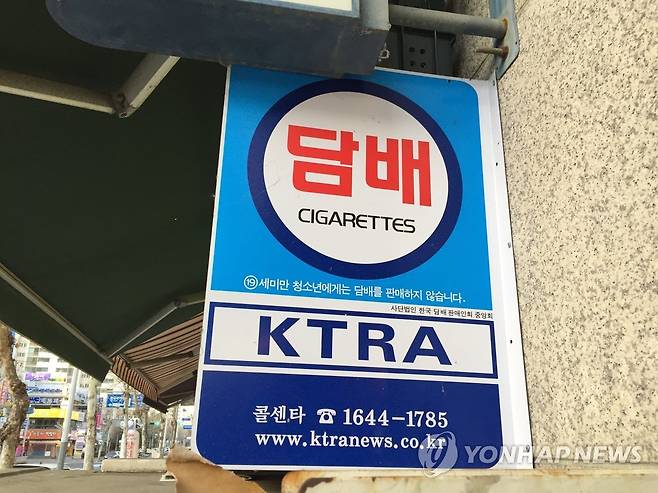 담배
CIGARETTES
⑲세미만 청소년에게는 담배를 판매하지 않습니다.
사단법인 한국 담배 판매인회 중앙회
KTRA
콜센타 ☎ 1644-1785
www.ktranews.co.kr
YONHAP NEWS